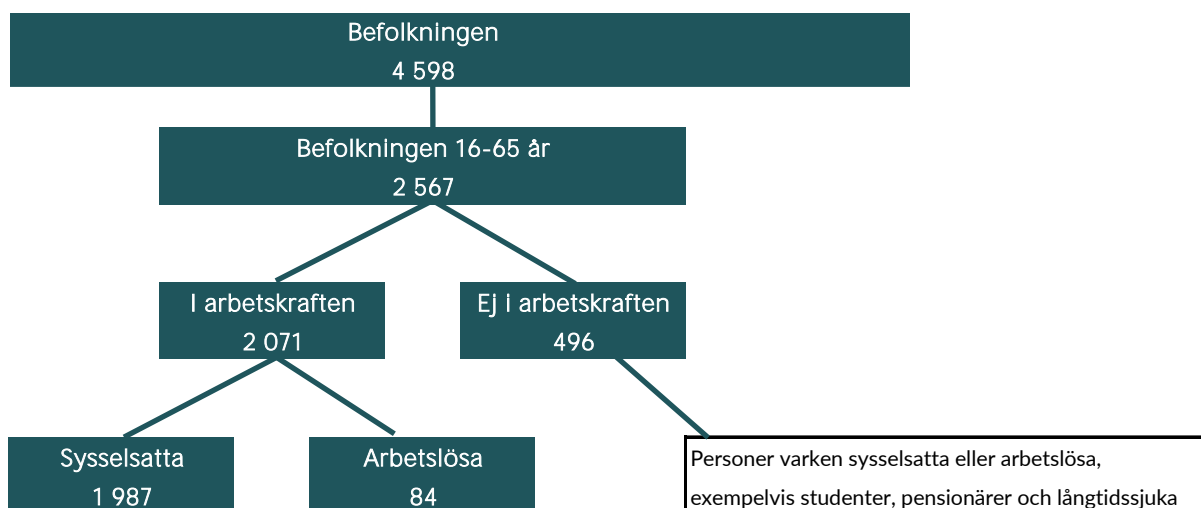 Befolkningen
4 598
Befolkningen 16-65 år
2 567
I arbetskraften
2 071
Ej i arbetskraften
496
Sysselsatta
1 987
Arbetslösa
84
Personer varken sysselsatta eller arbetslösa,
exempelvis studenter, pensionärer och långtidssjuka